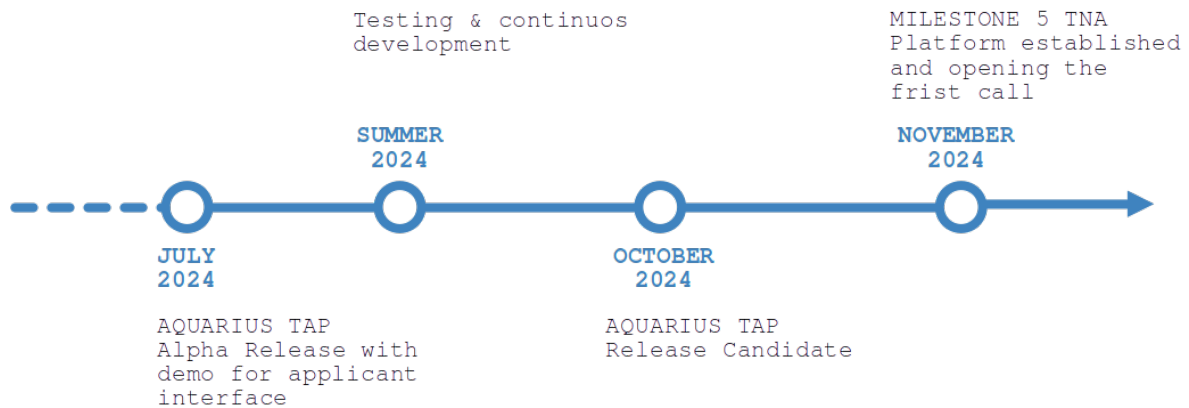 Testing & continuos
development
MILESTONE 5 TNA
Platform established
and opening the
frist call
SUMMER
2024
NOVEMBER
2024
JULY
2024
OCTOBER
2024
AQUARIUS TAP
Alpha Release with
demo for applicant
interface
AQUARIUS TAP
Release Candidate